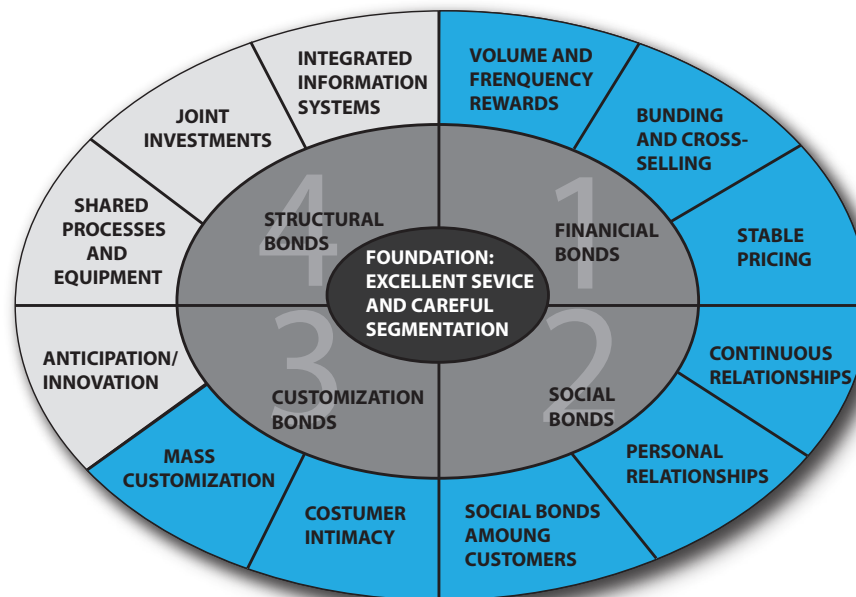 INTEGRATED
INFORMATION
SYSTEMS
VOLUME AND
FRENQUENCY
REWARDS
BUNDING
AND CROSS-
SELLING
STABLE
PRICING
CONTINUOUS
RELATIONSHIPS
PERSONAL
RELATIONSHIPS
SOCIAL BONDS
AMOUNG
CUSTOMERS
COSTUMER
INTIMACY
MASS
CUSTOMIZATION
ANTICIPATION/
INNOVATION
SHARED
PROCESSES
AND
EQUIPMENT
JOINT
INVESTMENTS
4
STRUCTURAL
BONDS
1
FINANICIAL
BONDS
2
SOCIAL
BONDS
3
CUSTOMIZATION
BONDS
FOUNDATION:
EXCELLENT SEVICE
AND CAREFUL
SEGMENTATION